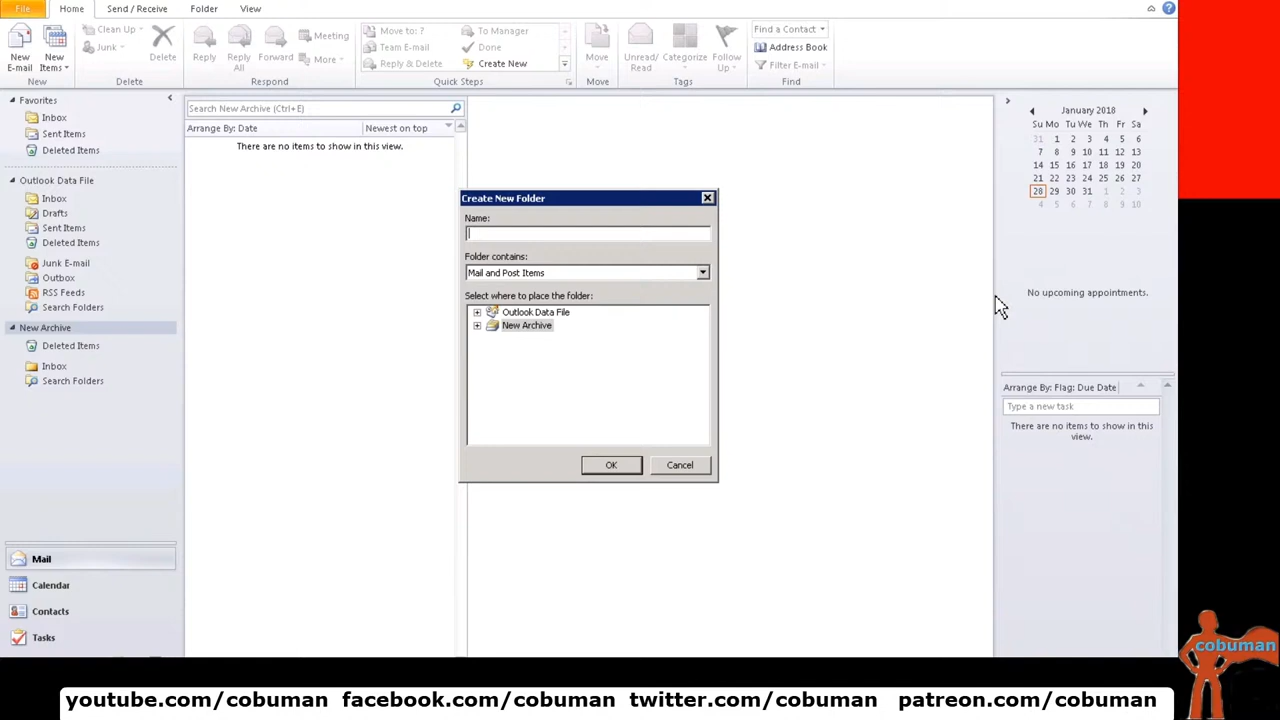 File Home Send / Receive Folder View
New E-mail
New Items
New
Clean Up
Junk
Delete
Delete
Reply
Reply All
Forward
Meeting
More
Respond
Move to: ? To Manager
Team E-mail Done
Reply & Delete Create New
Quick Steps
Move
Move
Unread/ Read
Categorize
Follow Up
Tags
Find a Contact
Address Book
Filter E-mail
Find
Favorites
Inbox
Sent Items
Deleted Items
Outlook Data File
Inbox
Drafts
Sent Items
Deleted Items
Junk E-mail
Outbox
RSS Feeds
Search Folders
New Archive
Deleted Items
Inbox
Search Folders
Mail
Calendar
Contacts
Tasks
Search New Archive (Ctrl+E)
Arrange By: Date Newest on top
There are no items to show in this view.
Create New Folder
Name:
Folder contains:
Mail and Post Items
Select where to place the folder:
Outlook Data File
New Archive
OK Cancel
January 2018
Su Mo Tu We Th Fr Sa
31 1 2 3 4 5 6
7 8 9 10 11 12 13
14 15 16 17 18 19 20
21 22 23 24 25 26 27
28 29 30 31 1 2 3
4 5 6 7 8 9 10
No upcoming appointments.
Arrange By: Flag: Due Date
Type a new task
There are no items to show in this
view.
cobuman
youtube.com/cobuman facebook.com/cobuman twitter.com/cobuman patreon.com/cobuman